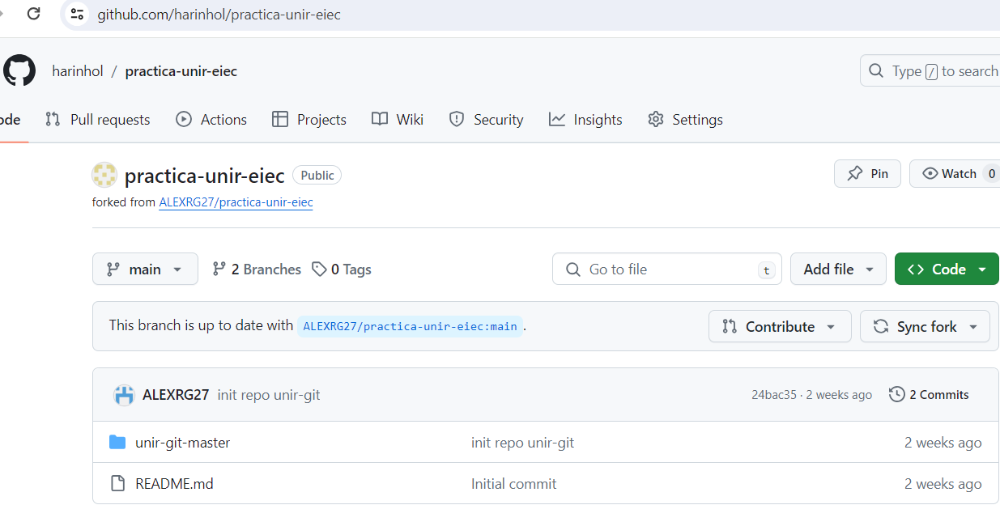 github.com/harinhol/practica-unir-eiec
harinhol / practica-unir-eiec
Type / to search
ode Pull requests Actions Projects Wiki Security Insights Settings
practica-unir-eiec Public
Pin Watch 0
forked from ALEXRG27/practica-unir-eiec
main 2 Branches 0 Tags Go to file t Add file Code
This branch is up to date with ALEXRG27/practica-unir-eiec:main .
Contribute Sync fork
ALEXRG27 init repo unir-git 24bac35 · 2 weeks ago 2 Commits
unir-git-master init repo unir-git 2 weeks ago
README.md Initial commit 2 weeks ago